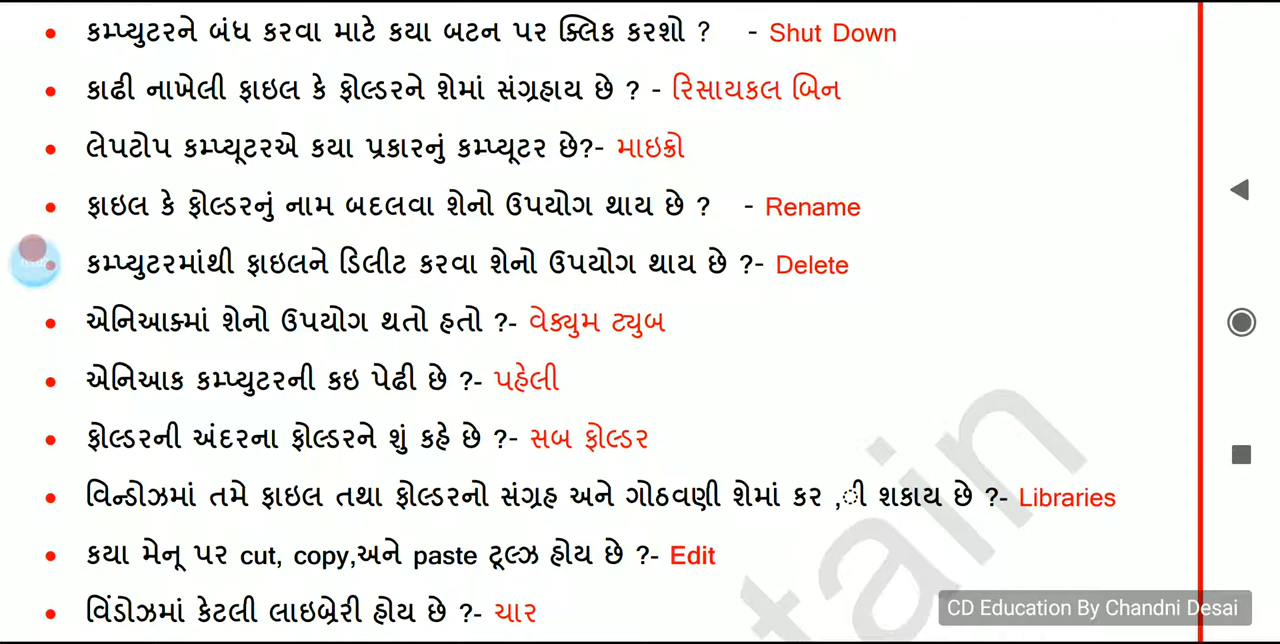 • કમ્પ્યુટરને બંધ કરવા માટે કયા બટન પર ક્લિક કરશો ? - Shut Down
• કાઢી નાખેલી ફાઇલ કે ફોલ્ડરને શેમાં સંગ્રહાય છે ? - રિસાયકલ બિન
• લેપટોપ કમ્પ્યૂટરએ કયા પ્રકારનું કમ્પ્યૂટર છે?- માઇક્રો
• ફાઇલ કે ફોલ્ડરનું નામ બદલવા શેનો ઉપયોગ થાય છે ? - Rename
• કમ્પ્યુટરમાંથી ફાઇલને ડિલીટ કરવા શેનો ઉપયોગ થાય છે ?- Delete
• એનિઆક્માં શેનો ઉપયોગ થતો હતો ?- વેક્યુમ ટ્યુબ
• એનિઆક કમ્પ્યુટરની કઇ પેઢી છે ?- પહેલી
• ફોલ્ડરની અંદરના ફોલ્ડરને શું કહે છે ?- સબ ફોલ્ડર
• વિન્ડોઝમાં તમે ફાઇલ તથા ફોલ્ડરનો સંગ્રહ અને ગોઠવણી શેમાં કર ,ી શકાય છે ?- Libraries
• કયા મેનૂ પર cut, copy,અને paste ટૂલ્ઝ હોય છે ?- Edit
• વિંડોઝમાં કેટલી લાઇબ્રેરી હોય છે ?- ચાર
CD Education By Chandni Desai